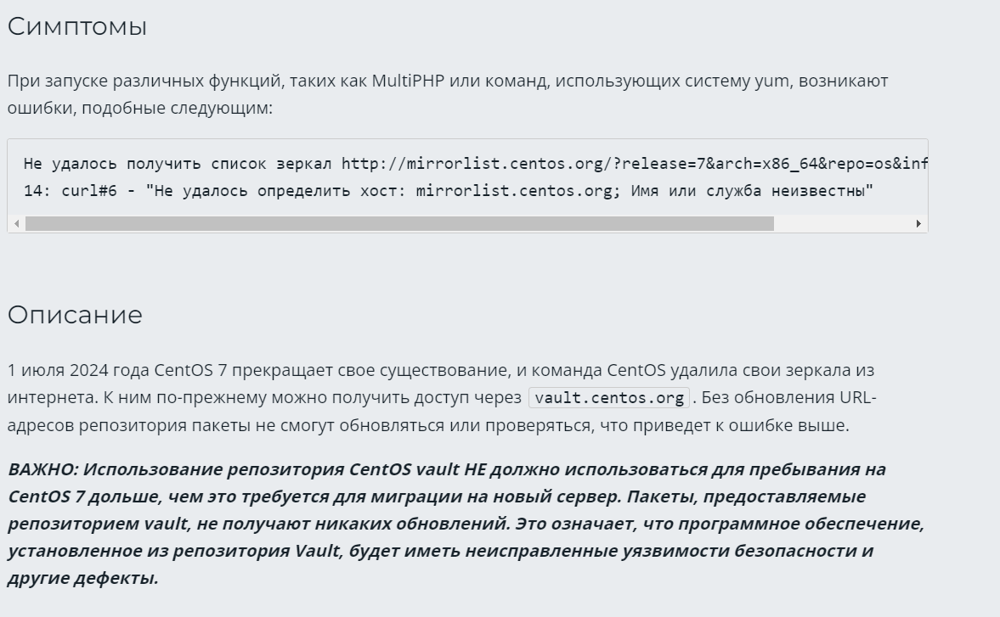 Симптомы
При запуске различных функций, таких как MultiPHP или команд, использующих систему yum, возникают
ошибки, подобные следующим:
Не удалось получить список зеркал http://mirrorlist.centos.org/?release=7&arch=x86_64&repo=os&inf
14: curl#6 - "Не удалось определить хост: mirrorlist.centos.org; Имя или служба неизвестны"
Описание
1 июля 2024 года CentOS 7 прекращает свое существование, и команда CentOS удалила свои зеркала из
интернета. К ним по-прежнему можно получить доступ через vault.centos.org . Без обновления URL-
адресов репозитория пакеты не смогут обновляться или проверяться, что приведет к ошибке выше.
ВАЖНО: Использование репозитория CentOS vault НЕ должно использоваться для пребывания на
CentOS 7 дольше, чем это требуется для миграции на новый сервер. Пакеты, предоставляемые
репозиторием vault, не получают никаких обновлений. Это означает, что программное обеспечение,
установленное из репозитория Vault, будет иметь неисправленные уязвимости безопасности и
другие дефекты.